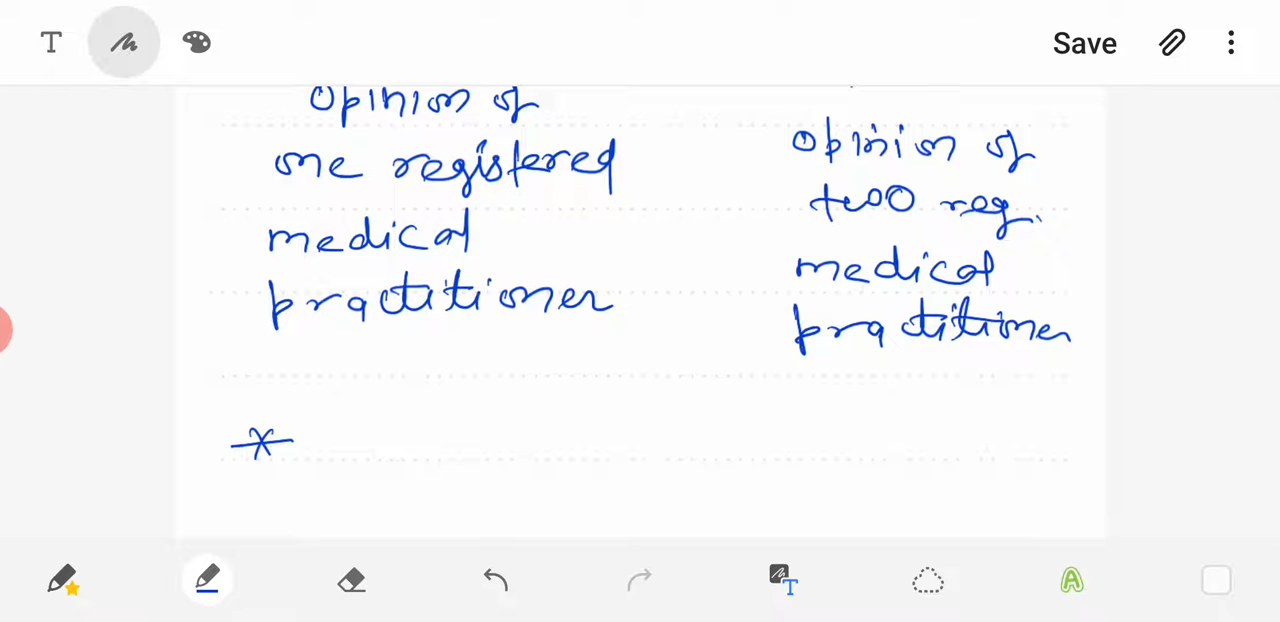 T
Save
opinion of
one registered
medical
practitioner
opinion of
two reg.
medical
practitioner
*
T
A